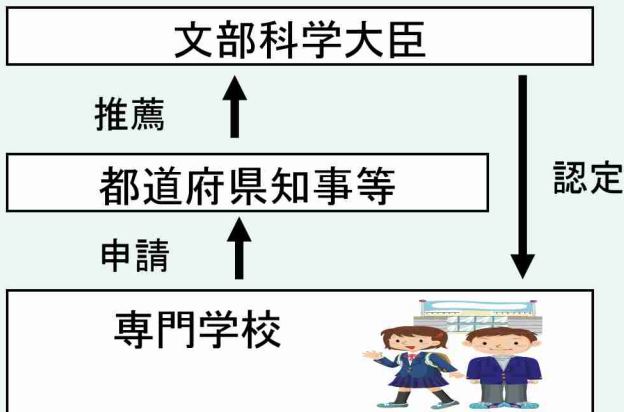 文部科学大臣
推薦
都道府県知事等
認定
申請
専門学校